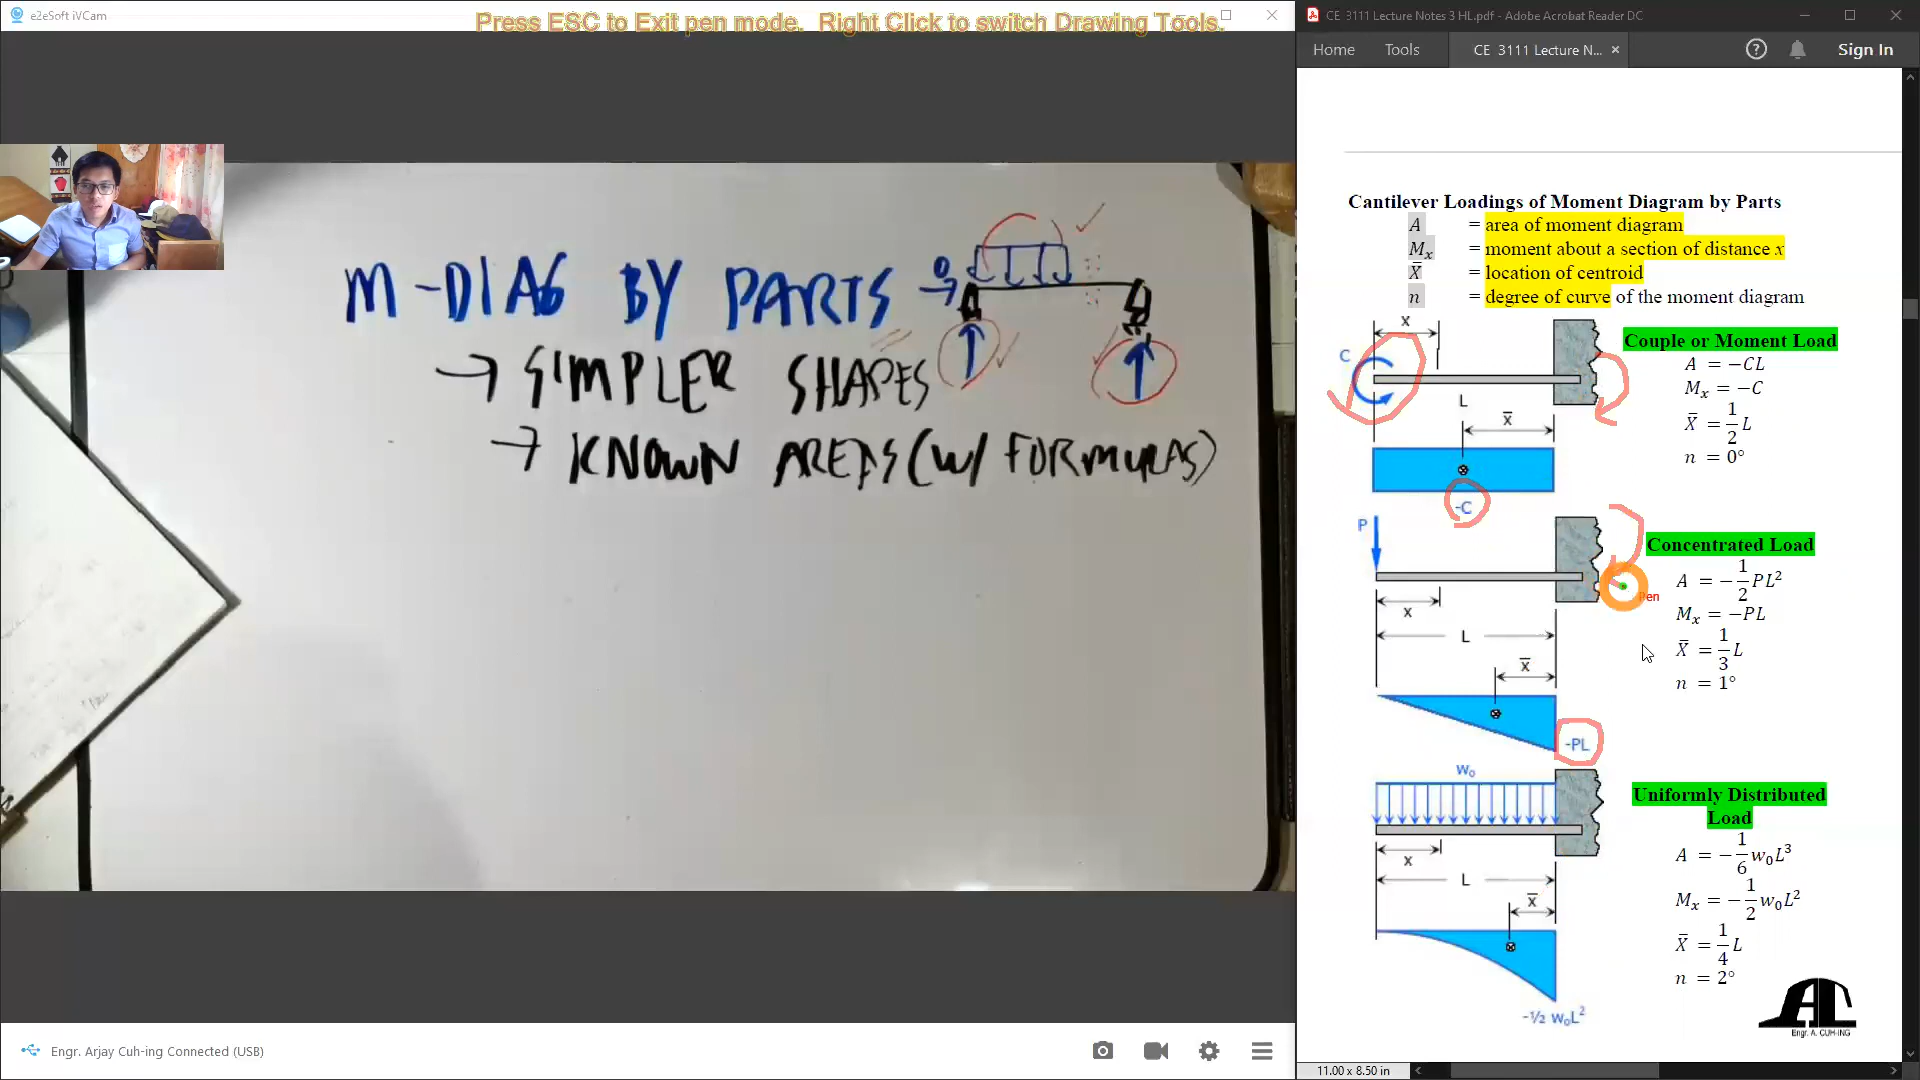 e2eSoft iVCam
Press ESC to Exit pen mode. Right Click to switch Drawing Tools.
M-DIAG BY PARTS →
→ SIMPLER SHAPES
→ KNOWN AREAS (W/ FORMULAS)
Engr. Arjay Cuh-ing Connected (USB)
CE 3111 Lecture Notes 3 HL.pdf - Adobe Acrobat Reader DC
Home Tools CE 3111 Lecture N... × ? Sign In
Cantilever Loadings of Moment Diagram by Parts
A = area of moment diagram
Mₓ = moment about a section of distance x
X̄ = location of centroid
n = degree of curve of the moment diagram
x
C
L
x̄
-C
Couple or Moment Load
A = −CL
Mₓ = −C
X̄ = 1/2 L
n = 0°
P
x
L
x̄
-PL
Concentrated Load
Pen
A = −1/2 PL²
Mₓ = −PL
X̄ = 1/3 L
n = 1°
w₀
x
L
x̄
-½ w₀L²
Uniformly Distributed
Load
A = −1/6 w₀L³
Mₓ = −1/2 w₀L²
X̄ = 1/4 L
n = 2°
AC
Engr. A. CUH-ING
11.00 x 8.50 in